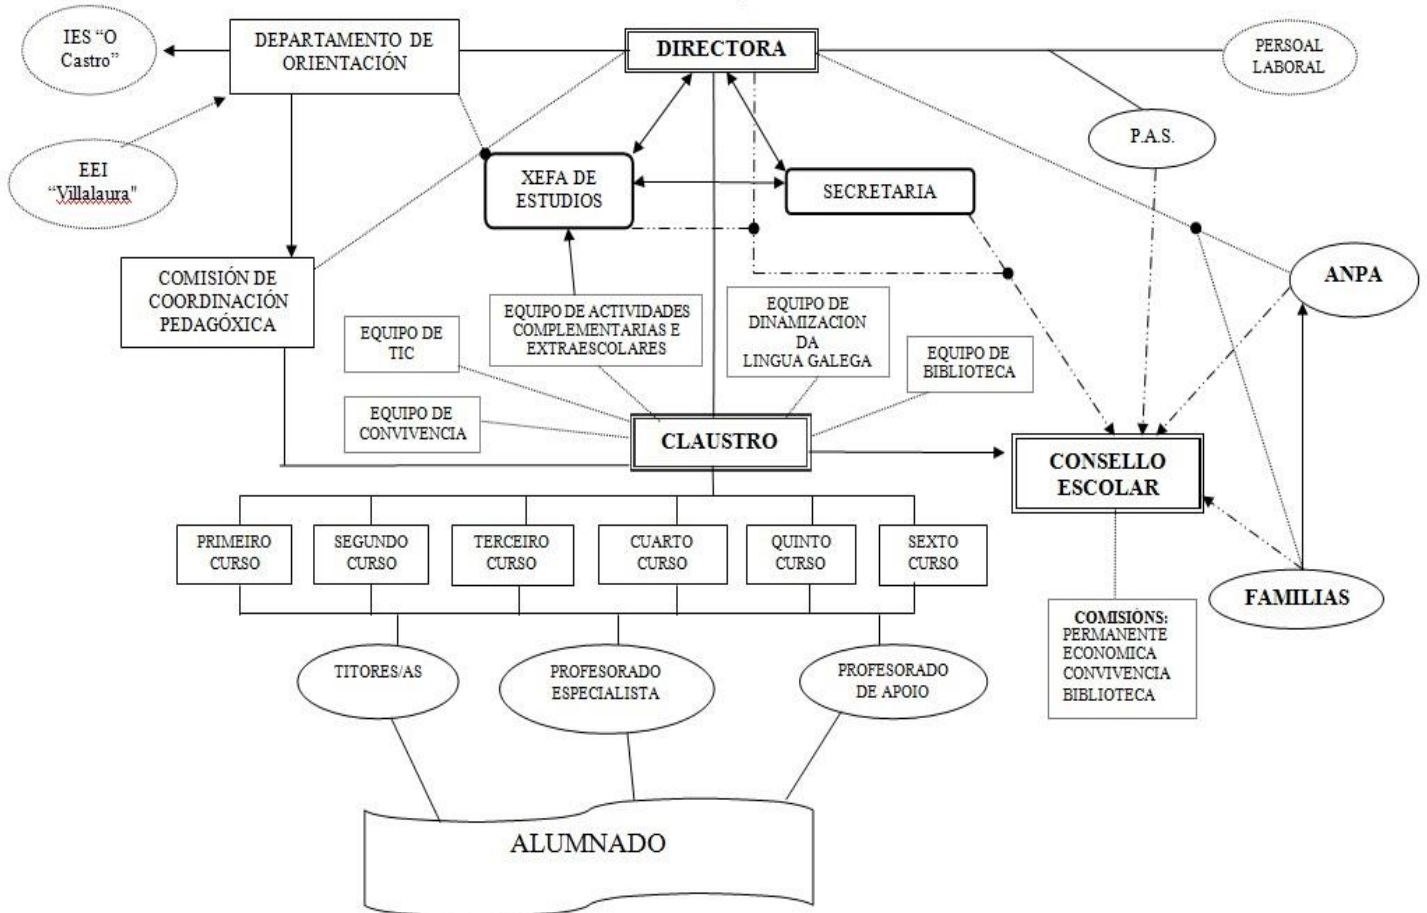 IES “O
Castro”
DEPARTAMENTO DE
ORIENTACIÓN
DIRECTORA
PERSOAL
LABORAL
P.A.S.
EEI
“Villalaura"
XEFA DE
ESTUDIOS
SECRETARIA
ANPA
COMISIÓN DE
COORDINACIÓN
PEDAGÓXICA
EQUIPO DE
TIC
EQUIPO DE ACTIVIDADES
COMPLEMENTARIAS E
EXTRAESCOLARES
EQUIPO DE
DINAMIZACION
DA
LINGUA GALEGA
EQUIPO DE
BIBLIOTECA
EQUIPO DE
CONVIVENCIA
CLAUSTRO
CONSELLO
ESCOLAR
PRIMEIRO
CURSO
SEGUNDO
CURSO
TERCEIRO
CURSO
CUARTO
CURSO
QUINTO
CURSO
SEXTO
CURSO
FAMILIAS
COMISIÓNS:
PERMANENTE
ECONOMICA
CONVIVENCIA
BIBLIOTECA
TITORES/AS
PROFESORADO
ESPECIALISTA
PROFESORADO
DE APOIO
ALUMNADO